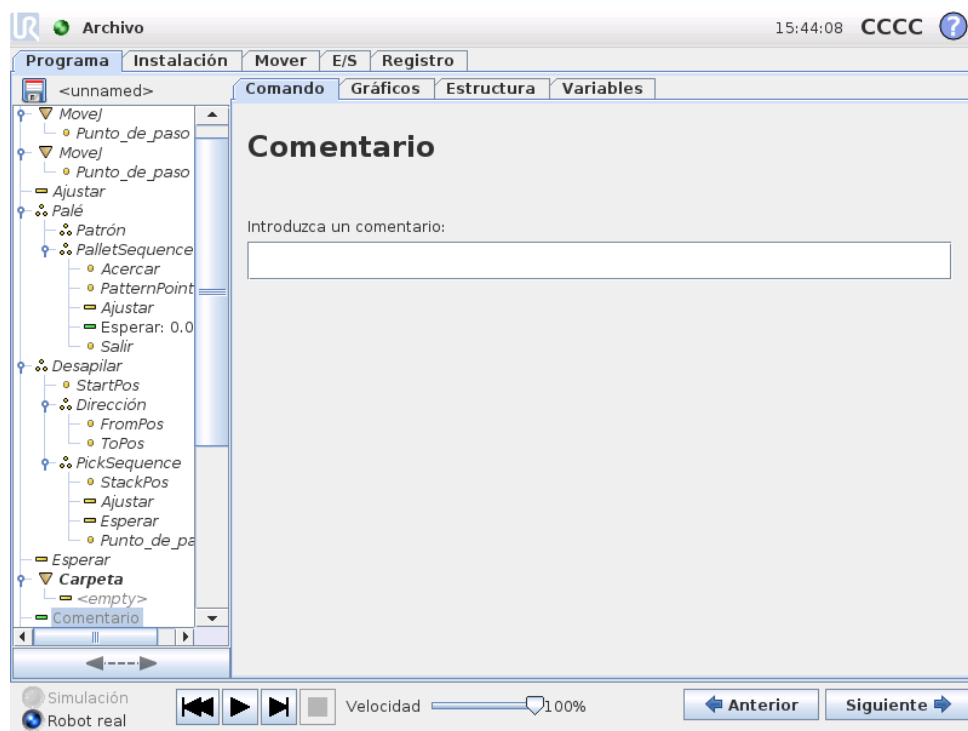 UR Archivo 15:44:08 CCCC ?
Programa Instalación Mover E/S Registro
<unnamed>
Comando Gráficos Estructura Variables
MoveJ
Punto_de_paso
MoveJ
Punto_de_paso
Ajustar
Palé
Patrón
PalletSequence
Acercar
PatternPoint
Ajustar
Esperar: 0.0
Salir
Desapilar
StartPos
Dirección
FromPos
ToPos
PickSequence
StackPos
Ajustar
Esperar
Punto_de_pa
Esperar
Carpeta
<empty>
Comentario
Comentario
Introduzca un comentario:
Simulación
Robot real
Velocidad 100%
Anterior Siguiente